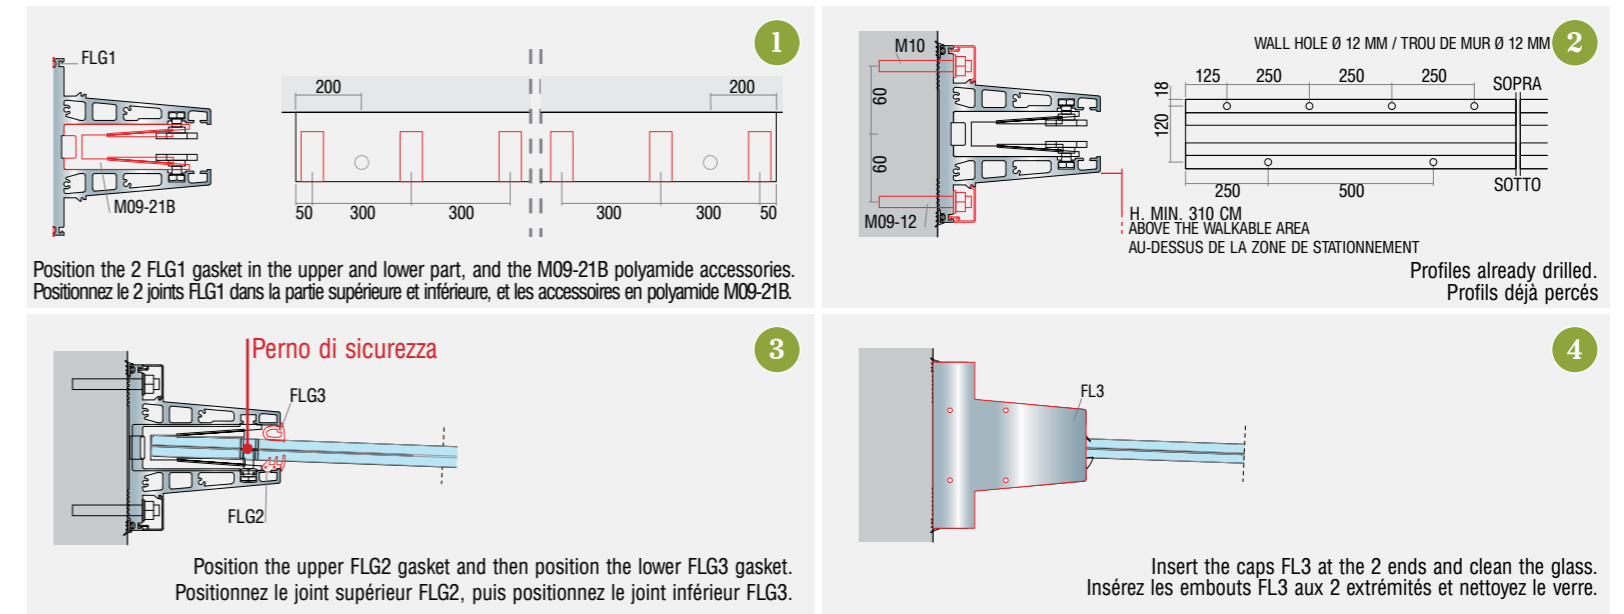 1
FLG1
M09-21B
200
200
50
300
300
300
300
50
Position the 2 FLG1 gasket in the upper and lower part, and the M09-21B polyamide accessories.
Positionnez le 2 joints FLG1 dans la partie supérieure et inférieure, et les accessoires en polyamide M09-21B.
2
M10
60
60
M09-12
WALL HOLE Ø 12 MM / TROU DE MUR Ø 12 MM
125
250
250
250
SOPRA
18
120
250
500
SOTTO
H. MIN. 310 CM
ABOVE THE WALKABLE AREA
AU-DESSUS DE LA ZONE DE STATIONNEMENT
Profiles already drilled.
Profils déjà percés
3
Perno di sicurezza
FLG3
FLG2
Position the upper FLG2 gasket and then position the lower FLG3 gasket.
Positionnez le joint supérieur FLG2, puis positionnez le joint inférieur FLG3.
4
FL3
Insert the caps FL3 at the 2 ends and clean the glass.
Insérez les embouts FL3 aux 2 extrémités et nettoyez le verre.